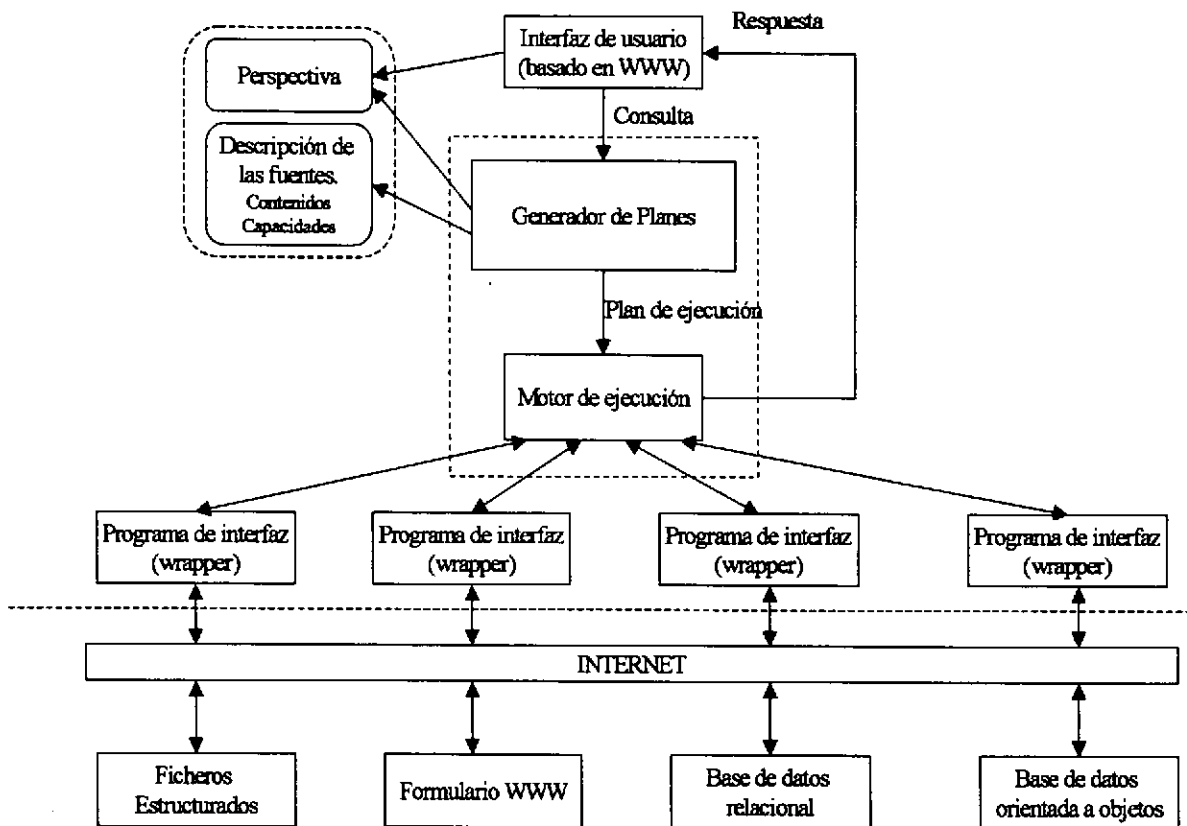 Respuesta
Interfaz de usuario
(basado en WWW)
Perspectiva
Consulta
Descripción de
las fuentes.
Contenidos
Capacidades
Generador de Planes
Plan de ejecución
Motor de ejecución
Programa de interfaz
(wrapper)
Programa de interfaz
(wrapper)
Programa de interfaz
(wrapper)
Programa de interfaz
(wrapper)
INTERNET
Ficheros
Estructurados
Formulario WWW
Base de datos
relacional
Base de datos
orientada a objetos